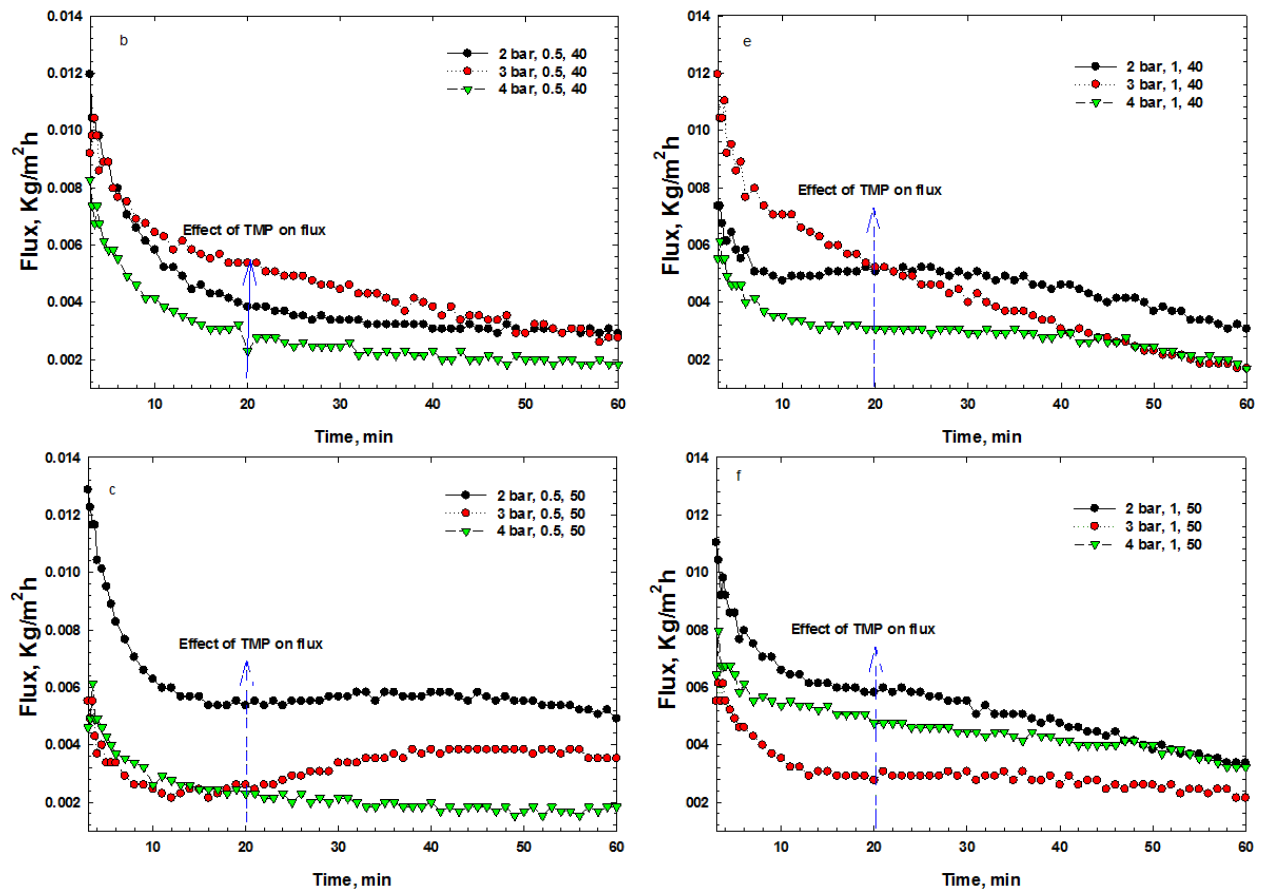 b
0.014
0.012
0.010
0.008
0.006
0.004
0.002
Flux, Kg/m²h
2 bar, 0.5, 40
3 bar, 0.5, 40
4 bar, 0.5, 40
Effect of TMP on flux
10 20 30 40 50 60
Time, min
e
014
012
010
008
006
004
002
Flux, Kg/m²h
2 bar, 1, 40
3 bar, 1, 40
4 bar, 1, 40
Effect of TMP on flux
10 20 30 40 50 60
Time, min
c
0.014
0.012
0.010
0.008
0.006
0.004
0.002
Flux, Kg/m²h
2 bar, 0.5, 50
3 bar, 0.5, 50
4 bar, 0.5, 50
Effect of TMP on flux
10 20 30 40 50 60
Time, min
f
014
012
010
008
006
004
002
Flux, Kg/m²h
2 bar, 1, 50
3 bar, 1, 50
4 bar, 1, 50
Effect of TMP on flux
10 20 30 40 50 60
Time, min